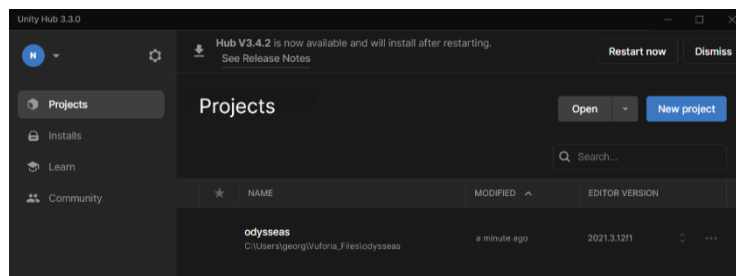 Unity Hub 3.3.0
N
Hub V3.4.2 is now available and will install after restarting.
See Release Notes
Restart now
Dismiss
Projects
Installs
Learn
Community
Projects
Open
New project
Search...
NAME
MODIFIED
EDITOR VERSION
odysseas
C:\Users\georg\Vuforia_Files\odysseas
a minute ago
2021.3.12f1